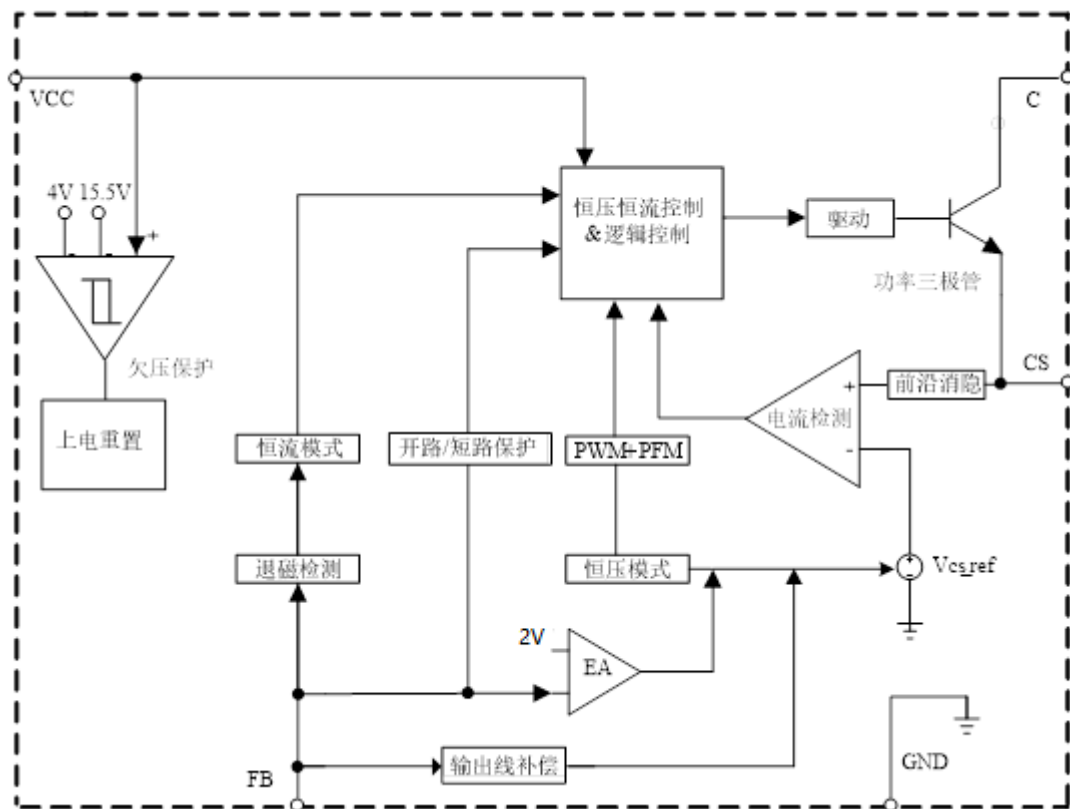 VCC
C
4V 15.5V
+
恒压恒流控制
&逻辑控制
驱动
功率三极管
欠压保护
上电重置
CS
前沿消隐
+
电流检测
-
恒流模式
开路/短路保护
PWM+PFM
退磁检测
恒压模式
Vcs_ref
2V
EA
GND
FB
输出线补偿